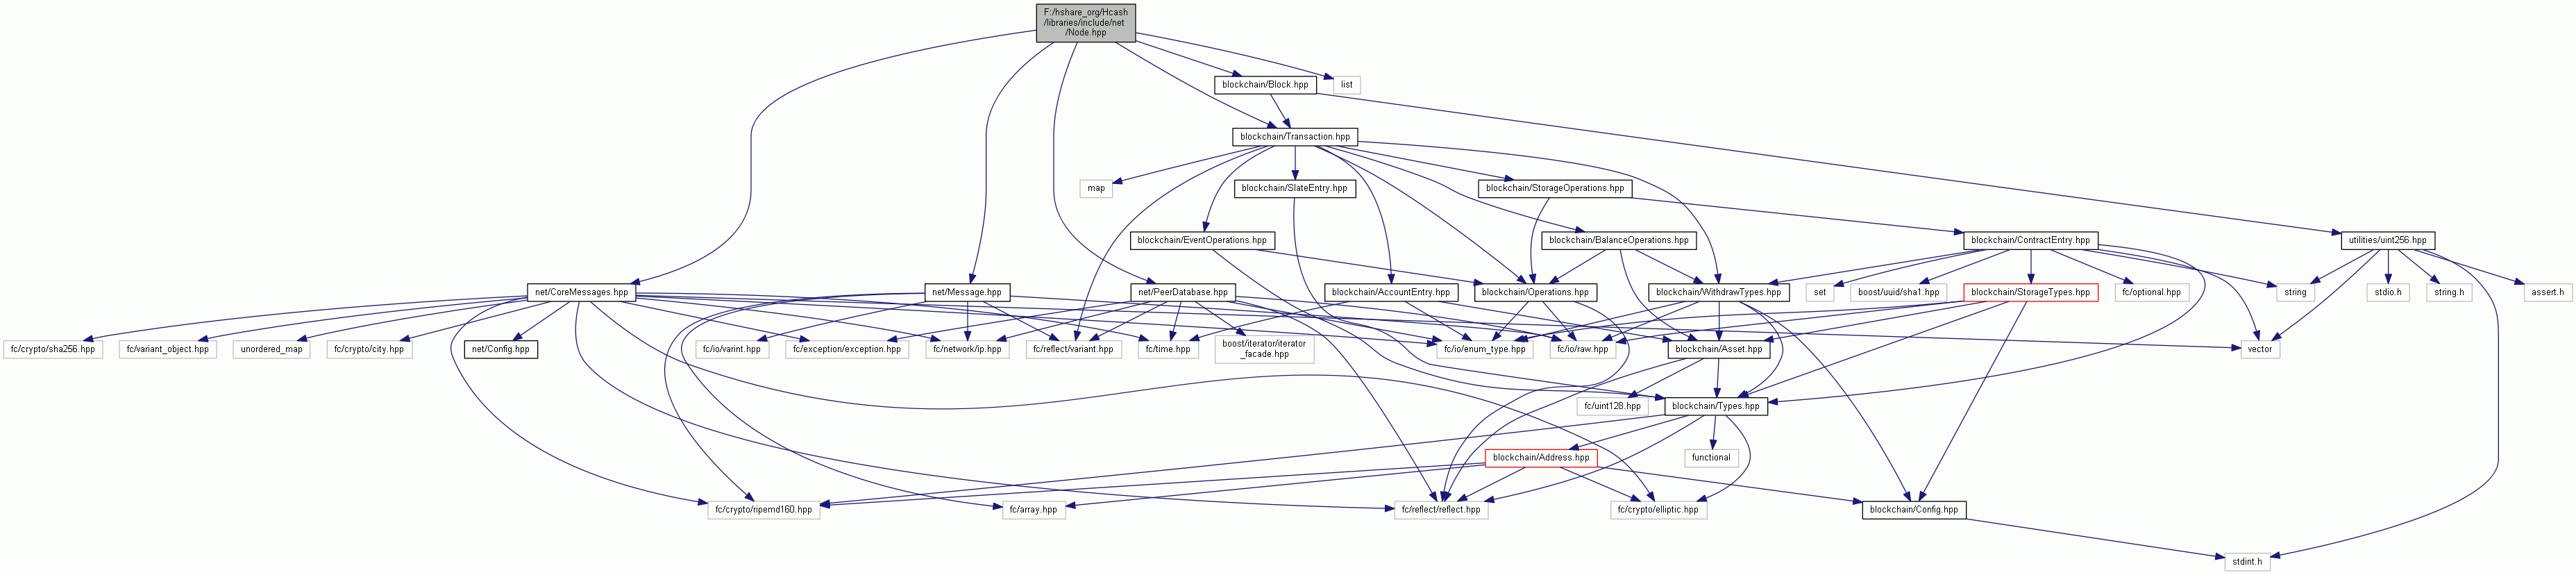 F:/hshare_org/Hcash
/libraries/include/net
/Node.hpp
blockchain/Block.hpp
list
blockchain/Transaction.hpp
map
blockchain/SlateEntry.hpp
blockchain/StorageOperations.hpp
blockchain/EventOperations.hpp
blockchain/BalanceOperations.hpp
blockchain/ContractEntry.hpp
utilities/uint256.hpp
net/CoreMessages.hpp
net/Message.hpp
net/PeerDatabase.hpp
blockchain/AccountEntry.hpp
blockchain/Operations.hpp
blockchain/WithdrawTypes.hpp
set
boost/uuid/sha1.hpp
blockchain/StorageTypes.hpp
fc/optional.hpp
string
stdio.h
string.h
assert.h
fc/crypto/sha256.hpp
fc/variant_object.hpp
unordered_map
fc/crypto/city.hpp
net/Config.hpp
fc/io/varint.hpp
fc/exception/exception.hpp
fc/network/ip.hpp
fc/reflect/variant.hpp
fc/time.hpp
boost/iterator/iterator
_facade.hpp
fc/io/enum_type.hpp
fc/io/raw.hpp
blockchain/Asset.hpp
vector
fc/uint128.hpp
blockchain/Types.hpp
blockchain/Address.hpp
functional
fc/crypto/ripemd160.hpp
fc/array.hpp
fc/reflect/reflect.hpp
fc/crypto/elliptic.hpp
blockchain/Config.hpp
stdint.h